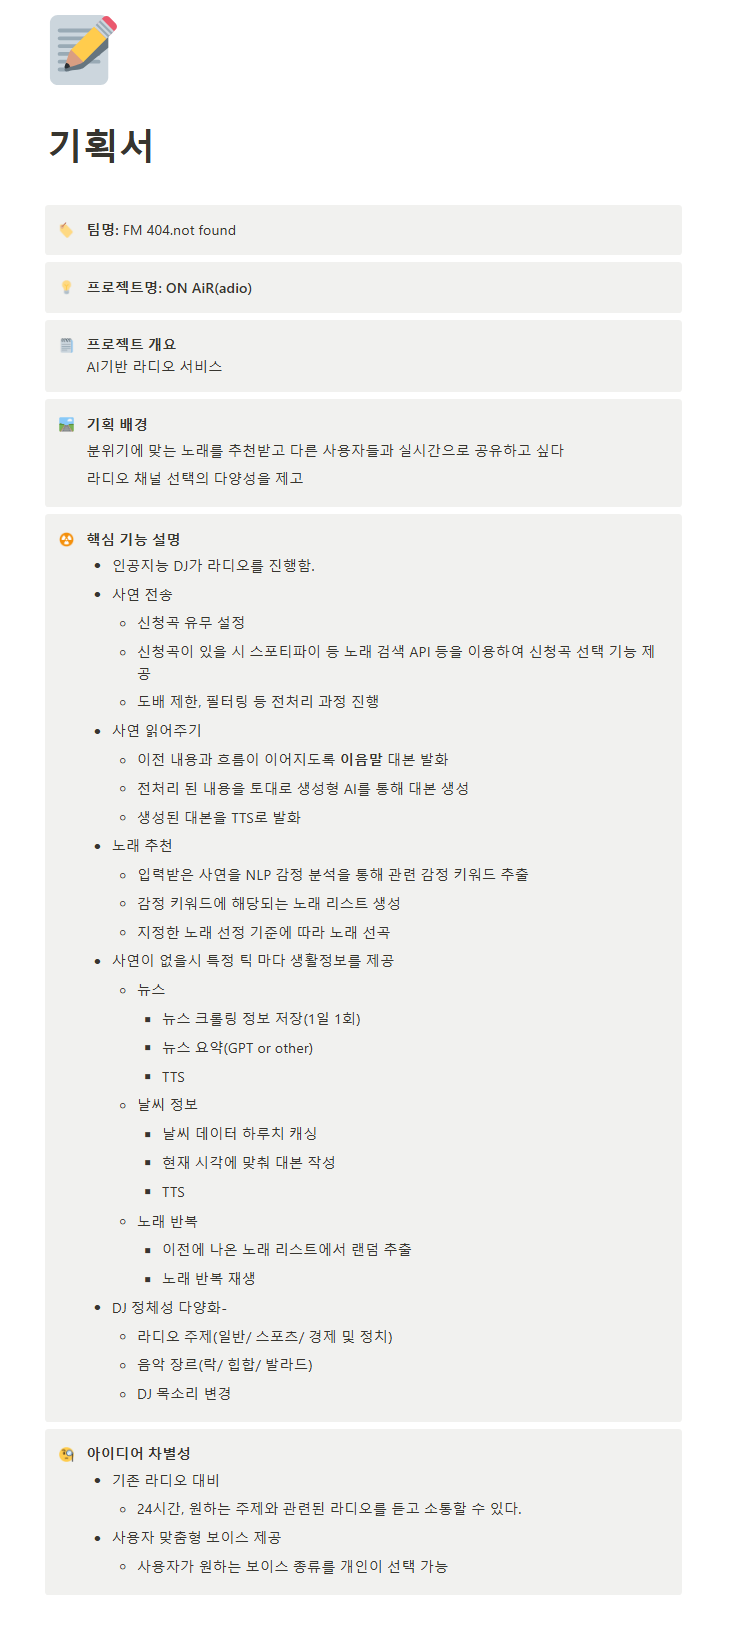 기획서
팀명: FM 404.not found
프로젝트명: ON AiR(adio)
프로젝트 개요
AI기반 라디오 서비스
기획 배경
분위기에 맞는 노래를 추천받고 다른 사용자들과 실시간으로 공유하고 싶다
라디오 채널 선택의 다양성을 제고
핵심 기능 설명
인공지능 DJ가 라디오를 진행함.
사연 전송
신청곡 유무 설정
신청곡이 있을 시 스포티파이 등 노래 검색 API 등을 이용하여 신청곡 선택 기능 제
공
도배 제한, 필터링 등 전처리 과정 진행
사연 읽어주기
이전 내용과 흐름이 이어지도록 이음말 대본 발화
전처리 된 내용을 토대로 생성형 AI를 통해 대본 생성
생성된 대본을 TTS로 발화
노래 추천
입력받은 사연을 NLP 감정 분석을 통해 관련 감정 키워드 추출
감정 키워드에 해당되는 노래 리스트 생성
지정한 노래 선정 기준에 따라 노래 선곡
사연이 없을시 특정 틱 마다 생활정보를 제공
뉴스
뉴스 크롤링 정보 저장(1일 1회)
뉴스 요약(GPT or other)
TTS
날씨 정보
날씨 데이터 하루치 캐싱
현재 시각에 맞춰 대본 작성
TTS
노래 반복
이전에 나온 노래 리스트에서 랜덤 추출
노래 반복 재생
DJ 정체성 다양화-
라디오 주제(일반/ 스포츠/ 경제 및 정치)
음악 장르(락/ 힙합/ 발라드)
DJ 목소리 변경
아이디어 차별성
기존 라디오 대비
24시간, 원하는 주제와 관련된 라디오를 듣고 소통할 수 있다.
사용자 맞춤형 보이스 제공
사용자가 원하는 보이스 종류를 개인이 선택 가능